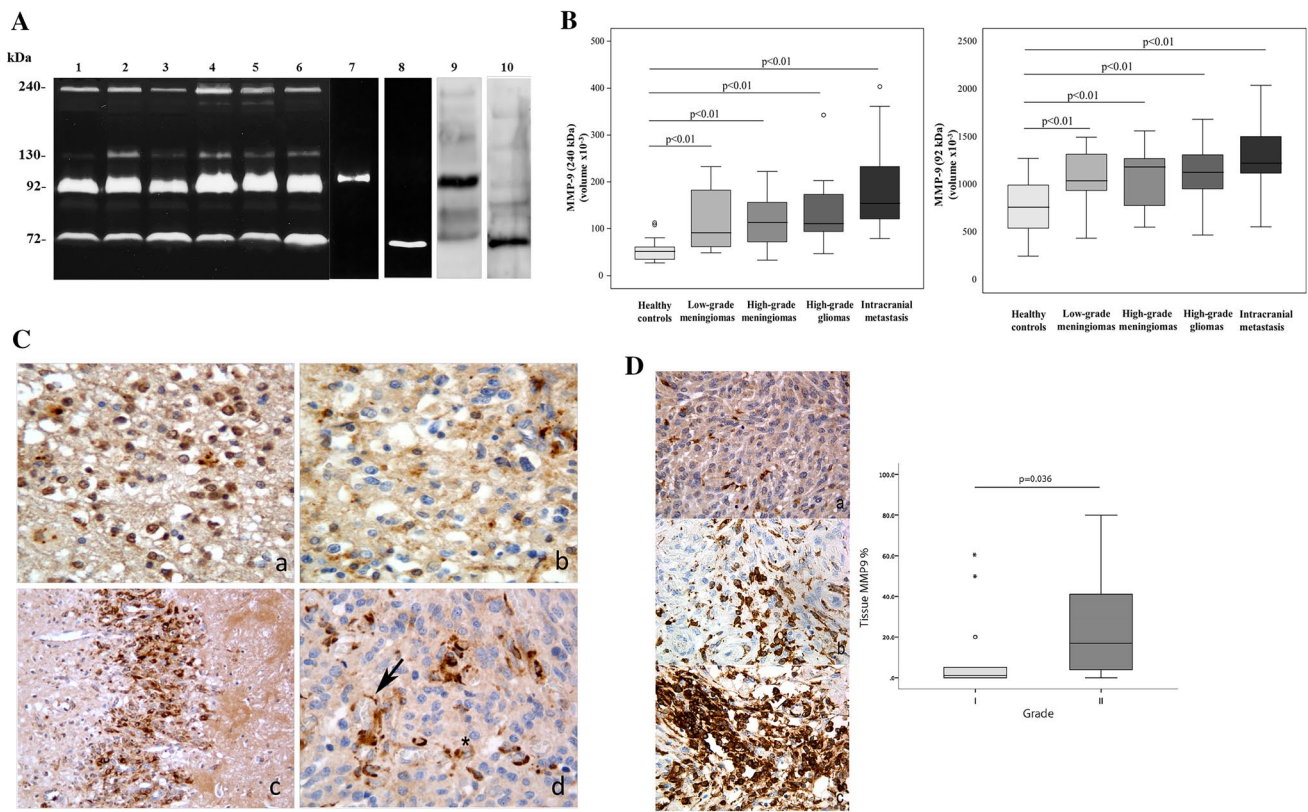 A
kDa
1 2 3 4 5 6 7 8 9 10
240-
130-
92-
72-
B
MMP-9 (240 kDa)
(volume x10⁻³)
500
400
300
200
100
0
p<0.01
p<0.01
p<0.01
p<0.01
Healthy
controls
Low-grade
meningiomas
High-grade
meningiomas
High-grade
gliomas
Intracranial
metastasis
MMP-9 (92 kDa)
(volume x10⁻³)
2500
2000
1500
1000
500
0
p<0.01
p<0.01
p<0.01
p<0.01
Healthy
controls
Low-grade
meningiomas
High-grade
meningiomas
High-grade
gliomas
Intracranial
metastasis
C
a
b
c
d
*
D
a
b
c
Tissue MMP9%
100.0
80.0
60.0
40.0
20.0
.0
p=0.036
I
II
Grade